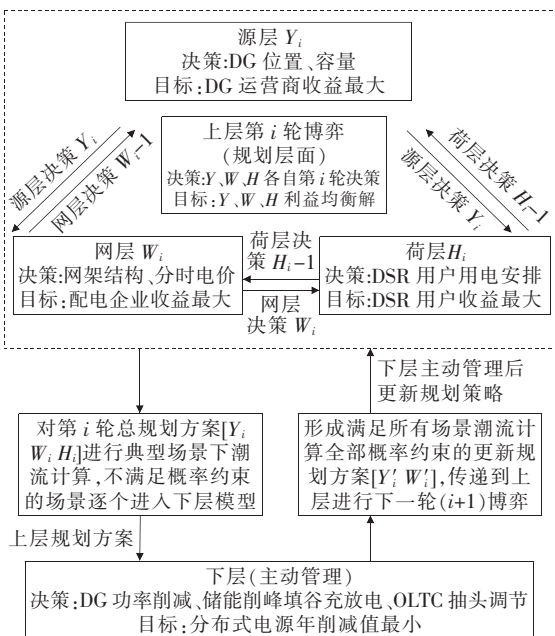 源层 Yi
决策:DG 位置、容量
目标:DG 运营商收益最大
源层决策 Yi
网层决策 Wi-1
上层第 i 轮博弈
(规划层面)
决策:Y、W、H 各自第 i 轮决策
目标: Y、W、H 利益均衡解
荷层决策 Hi-1
源层决策 Yi
网层 Wi
决策:网架结构、分时电价
目标:配电企业收益最大
荷层决
策 Hi-1
网层
决策 Wi
荷层Hi
决策:DSR 用户用电安排
目标:DSR 用户收益最大
下层主动管理后
更新规划策略
对第 i 轮总规划方案[Yi
Wi Hi]进行典型场景下潮
流计算,不满足概率约束
的场景逐个进入下层模型
形成满足所有场景潮流计
算全部概率约束的更新规
划方案[Y′i W′i],传递到上
层进行下一轮(i+1)博弈
上层规划方案
下层(主动管理)
决策:DG 功率削减、储能削峰填谷充放电、OLTC 抽头调节
目标:分布式电源年削减值最小